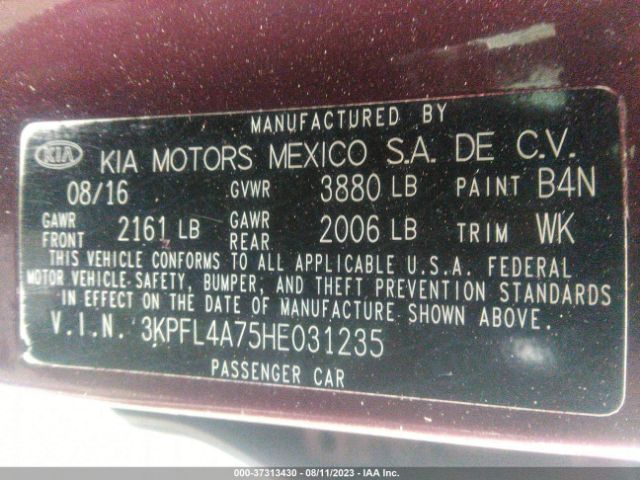 MANUFACTURED BY
KIA KIA MOTORS MEXICO S.A. DE C.V.
08/16 GVWR 3880 LB PAINT B4N
GAWR FRONT 2161 LB GAWR REAR 2006 LB TRIM WK
THIS VEHICLE CONFORMS TO ALL APPLICABLE U.S.A. FEDERAL
MOTOR VEHICLE-SAFETY, BUMPER, AND THEFT PREVENTION STANDARDS
IN EFFECT ON THE DATE OF MANUFACTURE SHOWN ABOVE.
V.I.N. 3KPFL4A75HE031235
PASSENGER CAR
000-37313430 - 08/11/2023 - IAA Inc.